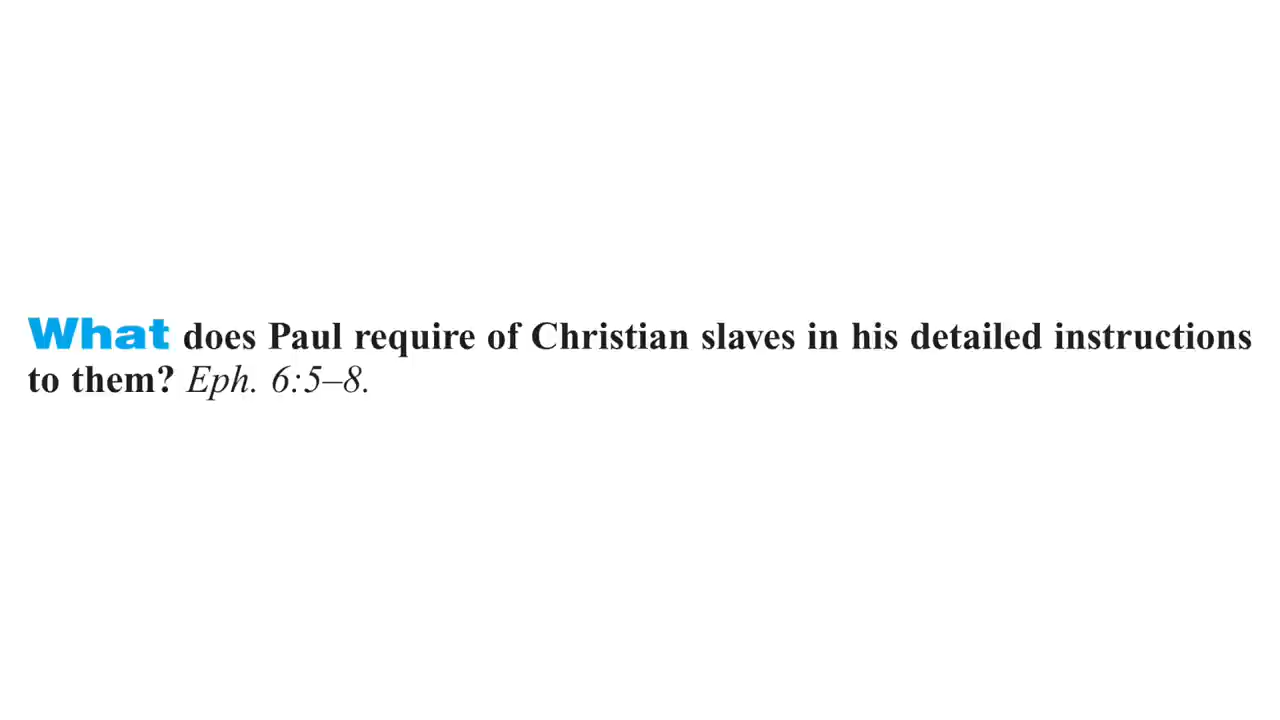 What does Paul require of Christian slaves in his detailed instructions
to them? Eph. 6:5–8.